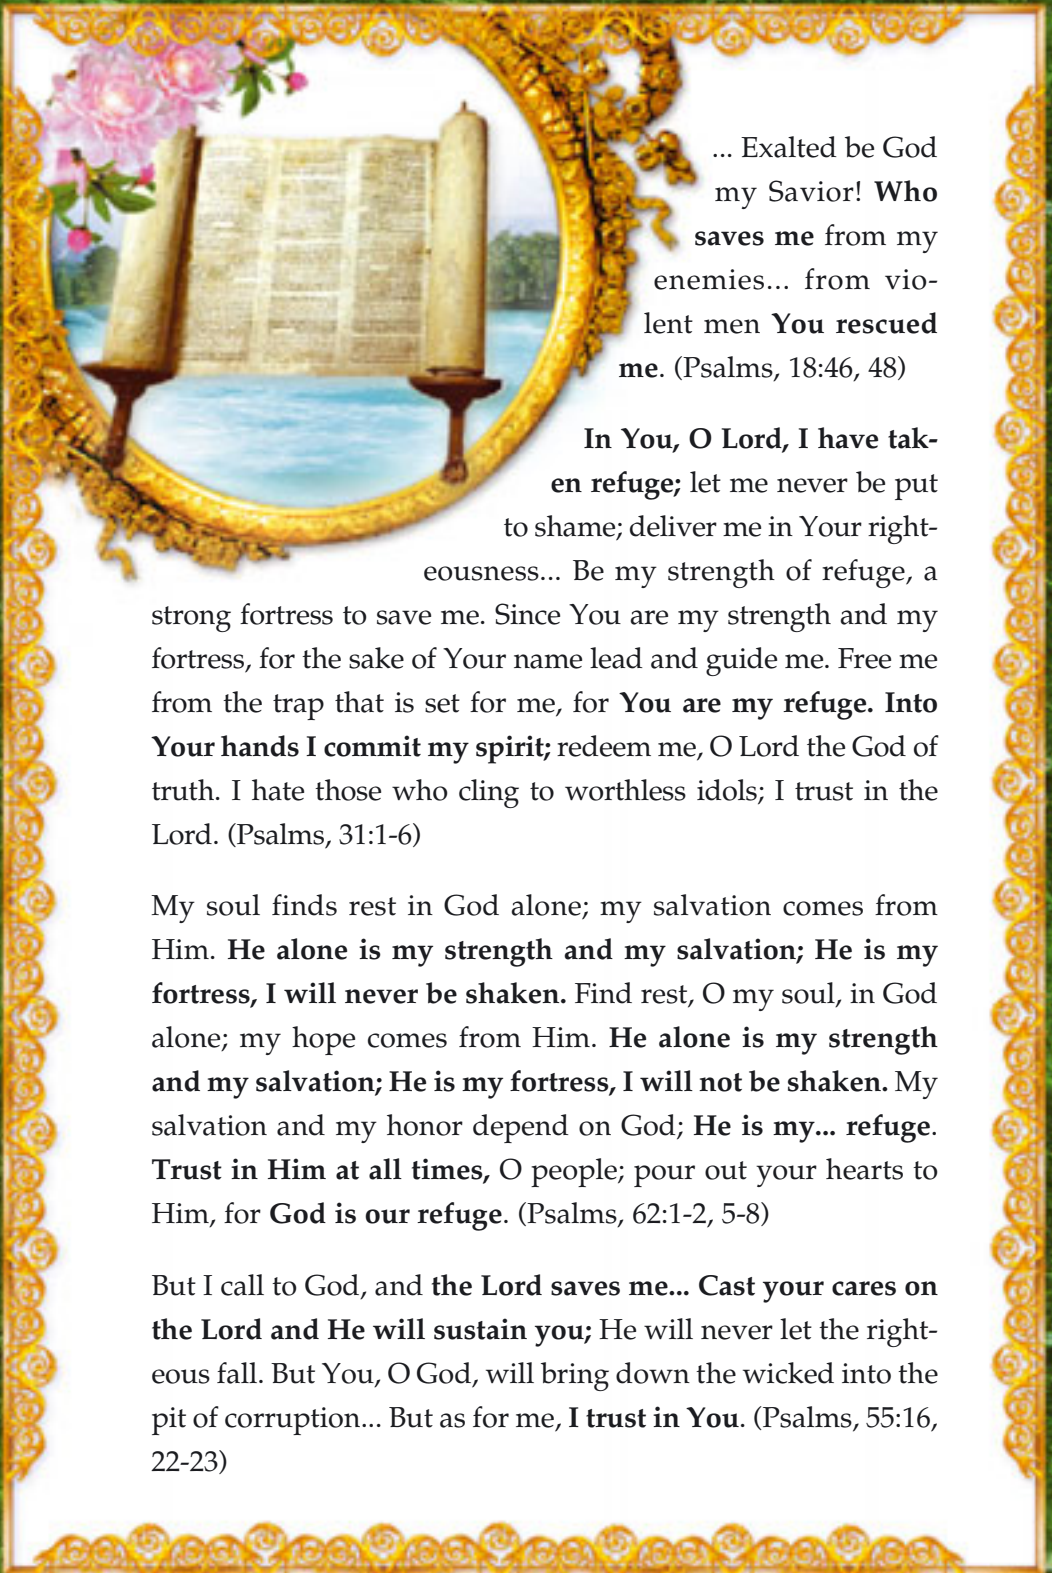 ... Exalted be God
my Savior! Who
saves me from my
enemies... from vio-
lent men You rescued
me. (Psalms, 18:46, 48)
In You, O Lord, I have tak-
en refuge; let me never be put
to shame; deliver me in Your right-
eousness... Be my strength of refuge, a
strong fortress to save me. Since You are my strength and my
fortress, for the sake of Your name lead and guide me. Free me
from the trap that is set for me, for You are my refuge. Into
Your hands I commit my spirit; redeem me, O Lord the God of
truth. I hate those who cling to worthless idols; I trust in the
Lord. (Psalms, 31:1-6)
My soul finds rest in God alone; my salvation comes from
Him. He alone is my strength and my salvation; He is my
fortress, I will never be shaken. Find rest, O my soul, in God
alone; my hope comes from Him. He alone is my strength
and my salvation; He is my fortress, I will not be shaken. My
salvation and my honor depend on God; He is my... refuge.
Trust in Him at all times, O people; pour out your hearts to
Him, for God is our refuge. (Psalms, 62:1-2, 5-8)
But I call to God, and the Lord saves me... Cast your cares on
the Lord and He will sustain you; He will never let the right-
eous fall. But You, O God, will bring down the wicked into the
pit of corruption... But as for me, I trust in You. (Psalms, 55:16,
22-23)